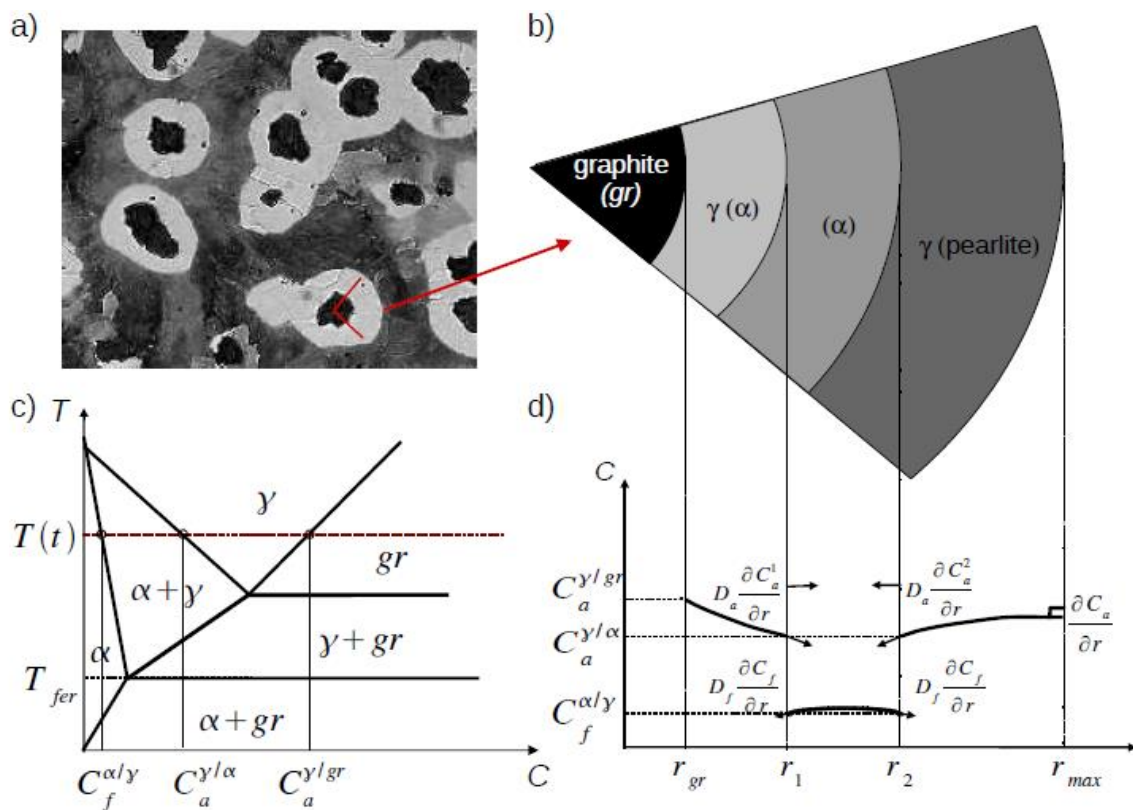 a)
b)
graphite
(gr)
γ (α)
(α)
γ (pearlite)
c)
T
γ
T(t)
gr
α+γ
α
γ+gr
T_fer
α+gr
C_f^α/γ
C_a^γ/α
C_a^γ/gr
C
d)
C
C_a^γ/gr
D_a ∂C_a^1/∂r
D_a ∂C_a^2/∂r
∂C_a/∂r
C_a^γ/α
D_f ∂C_f/∂r
D_f ∂C_f/∂r
C_f^α/γ
r_gr
r_1
r_2
r_max